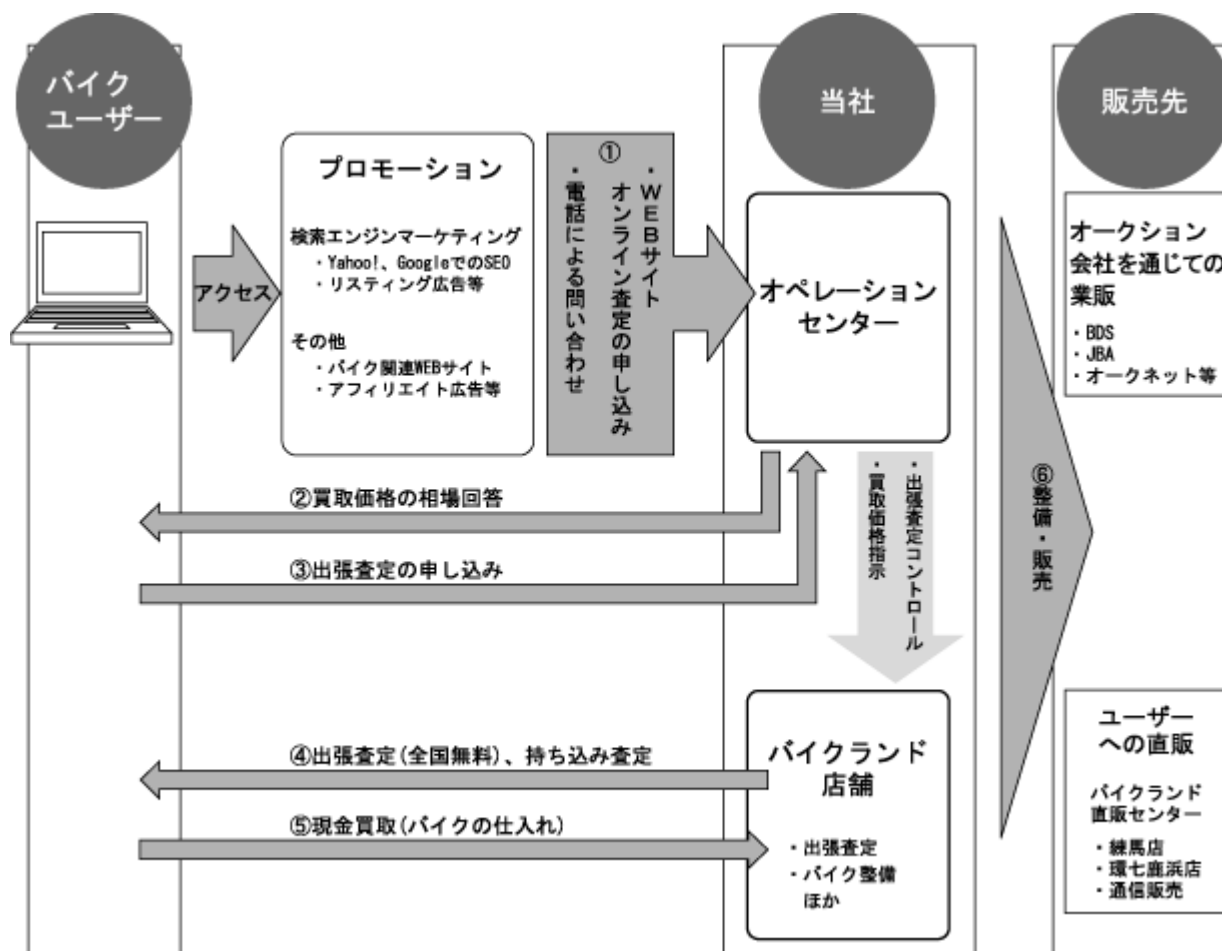 バイク
ユーザー
当社
販売先
プロモーション
検索エンジンマーケティング
・Yahoo!、GoogleでのSEO
・リスティング広告等
その他
・バイク関連WEBサイト
・アフィリエイト広告等
アクセス
①
・WEBサイト
オンライン査定の申し込み
・電話による問い合わせ
オペレーション
センター
オークション
会社を通じての
業販
・BDS
・JBA
・オークネット等
②買取価格の相場回答
③出張査定の申し込み
・出張査定コントロール
・買取価格指示
⑥整備・販売
④出張査定(全国無料)、持ち込み査定
⑤現金買取(バイクの仕入れ)
バイクランド
店舗
・出張査定
・バイク整備
ほか
ユーザー
への直販
バイクランド
直販センター
・練馬店
・環七鹿浜店
・通信販売